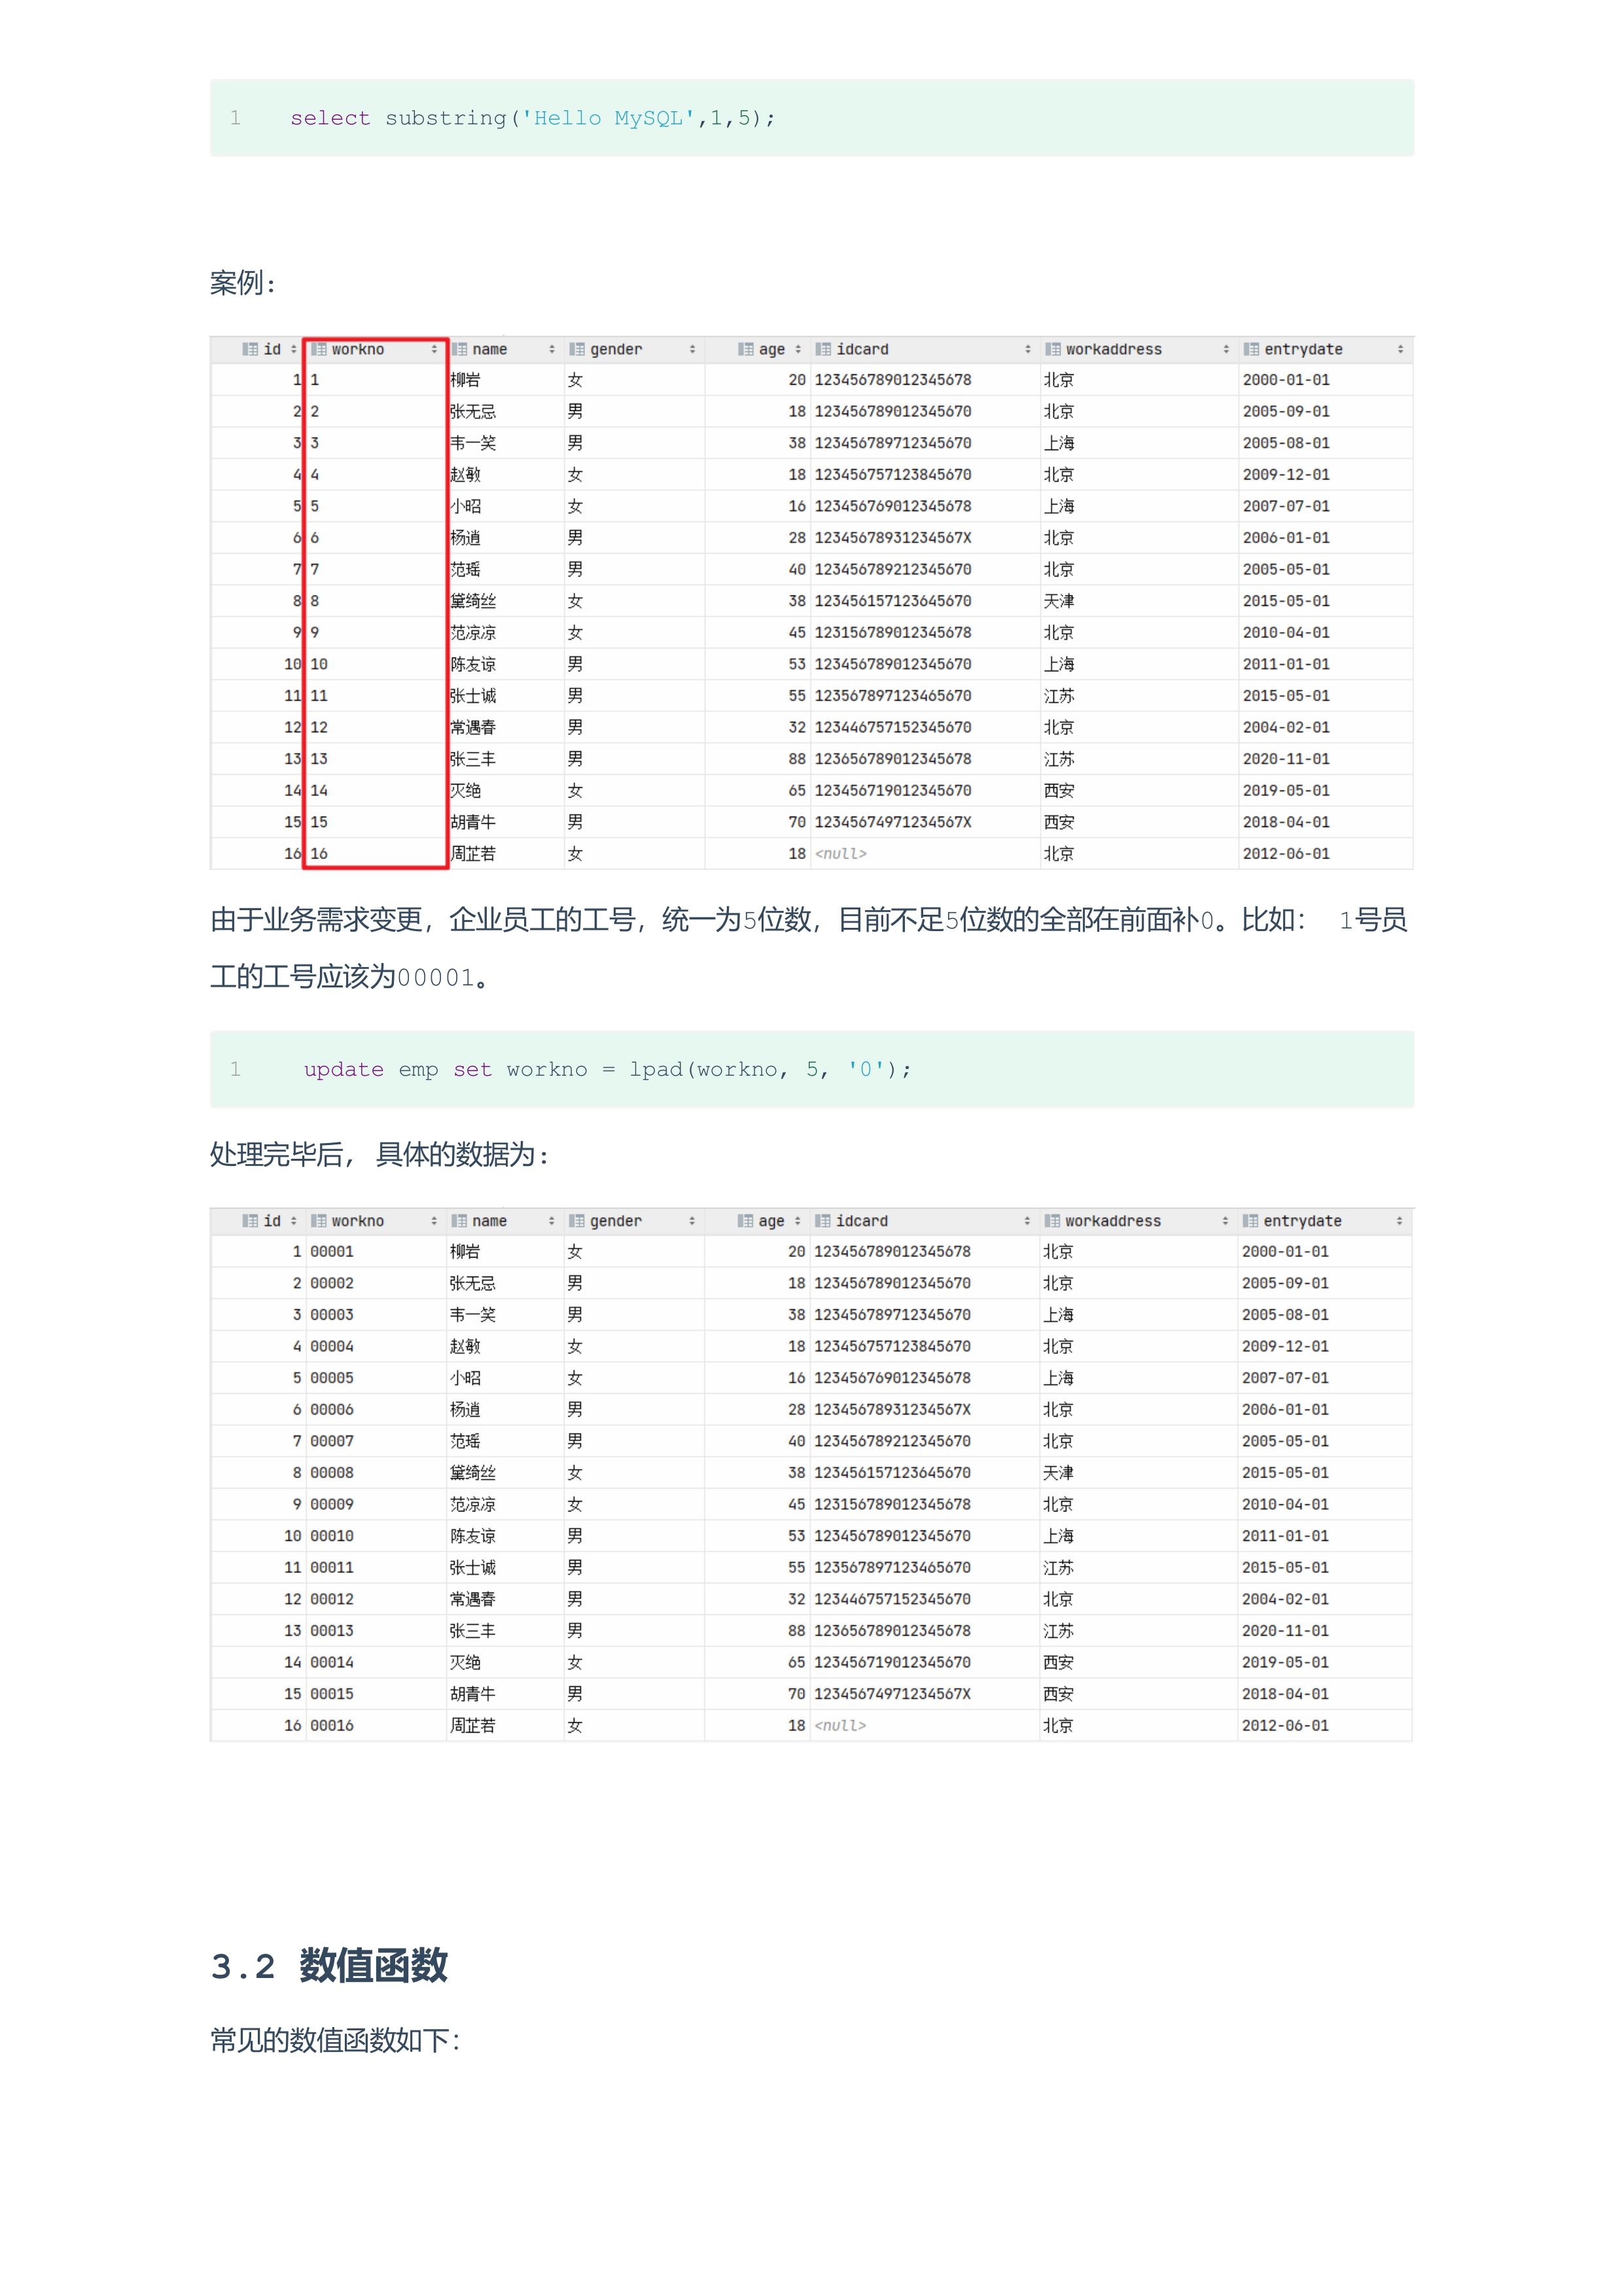 1 select substring('Hello MySQL',1,5);
案例：
id workno name gender age idcard workaddress entrydate
1 1 柳岩 女 20 123456789012345678 北京 2000-01-01
2 2 张无忌 男 18 123456789012345670 北京 2005-09-01
3 3 韦一笑 男 38 123456789712345670 上海 2005-08-01
4 4 赵敏 女 18 123456757123845670 北京 2009-12-01
5 5 小昭 女 16 123456769012345678 上海 2007-07-01
6 6 杨逍 男 28 12345678931234567X 北京 2006-01-01
7 7 范瑶 男 40 123456789212345670 北京 2005-05-01
8 8 黛绮丝 女 38 123456157123645670 天津 2015-05-01
9 9 范凉凉 女 45 123156789012345678 北京 2010-04-01
10 10 陈友谅 男 53 123456789012345670 上海 2011-01-01
11 11 张士诚 男 55 123567897123465670 江苏 2015-05-01
12 12 常遇春 男 32 123446757152345670 北京 2004-02-01
13 13 张三丰 男 88 123656789012345678 江苏 2020-11-01
14 14 灭绝 女 65 123456719012345670 西安 2019-05-01
15 15 胡青牛 男 70 12345674971234567X 西安 2018-04-01
16 16 周芷若 女 18 <null> 北京 2012-06-01
由于业务需求变更，企业员工的工号，统一为5位数，目前不足5位数的全部在前面补0。比如： 1号员
工的工号应该为00001。
1 update emp set workno = lpad(workno, 5, '0');
处理完毕后, 具体的数据为：
id workno name gender age idcard workaddress entrydate
1 00001 柳岩 女 20 123456789012345678 北京 2000-01-01
2 00002 张无忌 男 18 123456789012345670 北京 2005-09-01
3 00003 韦一笑 男 38 123456789712345670 上海 2005-08-01
4 00004 赵敏 女 18 123456757123845670 北京 2009-12-01
5 00005 小昭 女 16 123456769012345678 上海 2007-07-01
6 00006 杨逍 男 28 12345678931234567X 北京 2006-01-01
7 00007 范瑶 男 40 123456789212345670 北京 2005-05-01
8 00008 黛绮丝 女 38 123456157123645670 天津 2015-05-01
9 00009 范凉凉 女 45 123156789012345678 北京 2010-04-01
10 00010 陈友谅 男 53 123456789012345670 上海 2011-01-01
11 00011 张士诚 男 55 123567897123465670 江苏 2015-05-01
12 00012 常遇春 男 32 123446757152345670 北京 2004-02-01
13 00013 张三丰 男 88 123656789012345678 江苏 2020-11-01
14 00014 灭绝 女 65 123456719012345670 西安 2019-05-01
15 00015 胡青牛 男 70 12345674971234567X 西安 2018-04-01
16 00016 周芷若 女 18 <null> 北京 2012-06-01
3.2 数值函数
常见的数值函数如下：